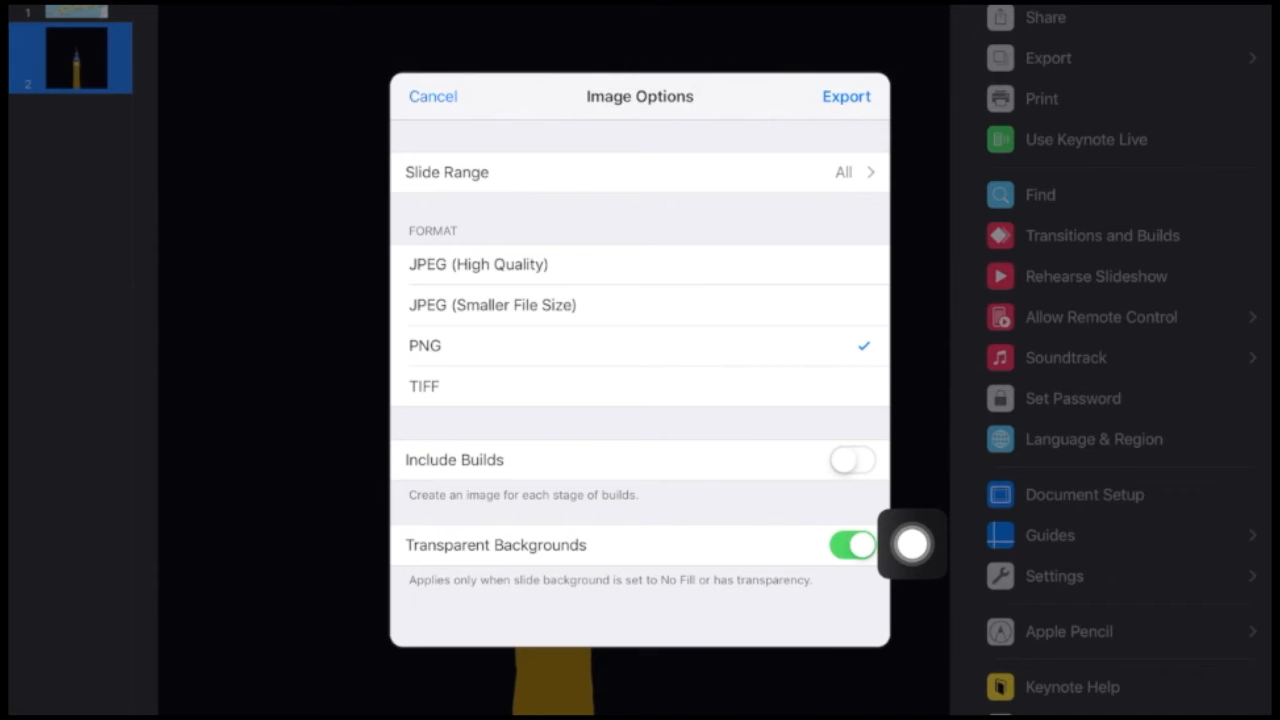 1
2
Cancel
Image Options
Export
Slide Range
All
FORMAT
JPEG (High Quality)
JPEG (Smaller File Size)
PNG
TIFF
Include Builds
Create an image for each stage of builds.
Transparent Backgrounds
Applies only when slide background is set to No Fill or has transparency.
Share
Export
Print
Use Keynote Live
Find
Transitions and Builds
Rehearse Slideshow
Allow Remote Control
Soundtrack
Set Password
Language & Region
Document Setup
Guides
Settings
Apple Pencil
Keynote Help